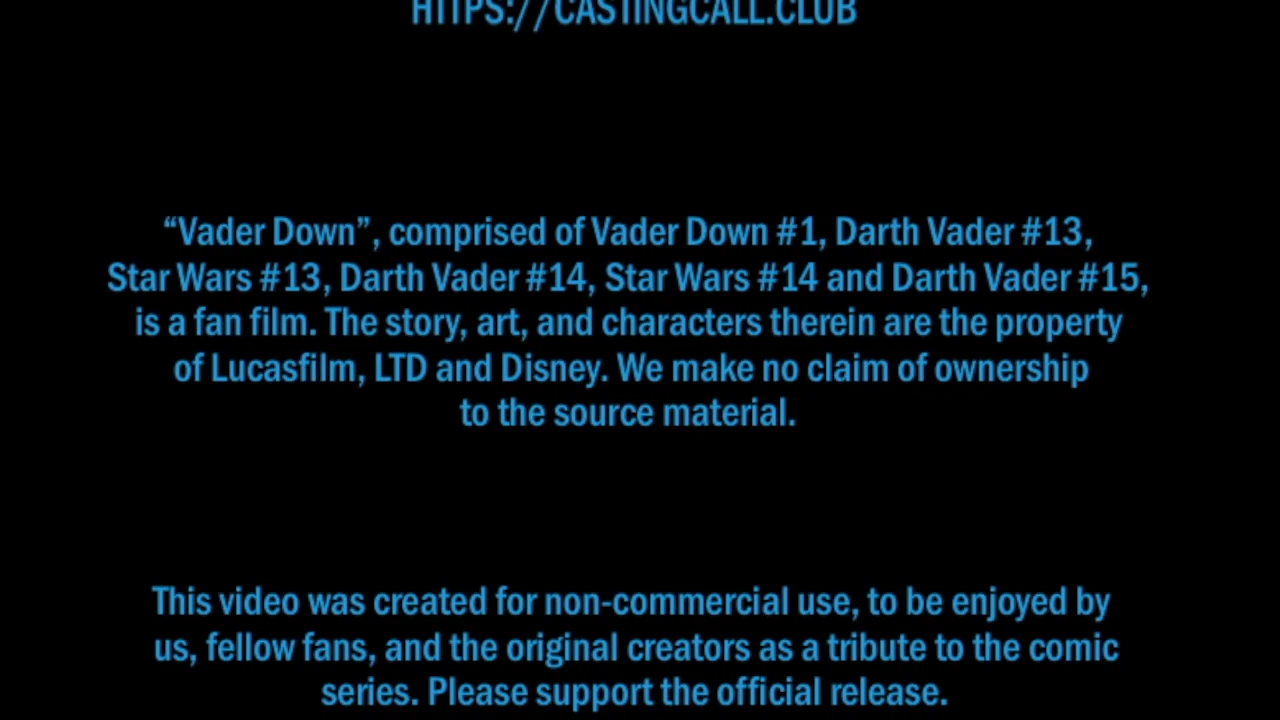 HTTPS://CASTINGCALL.CLUB
“Vader Down”, comprised of Vader Down #1, Darth Vader #13,
Star Wars #13, Darth Vader #14, Star Wars #14 and Darth Vader #15,
is a fan film. The story, art, and characters therein are the property
of Lucasfilm, LTD and Disney. We make no claim of ownership
to the source material.
This video was created for non-commercial use, to be enjoyed by
us, fellow fans, and the original creators as a tribute to the comic
series. Please support the official release.